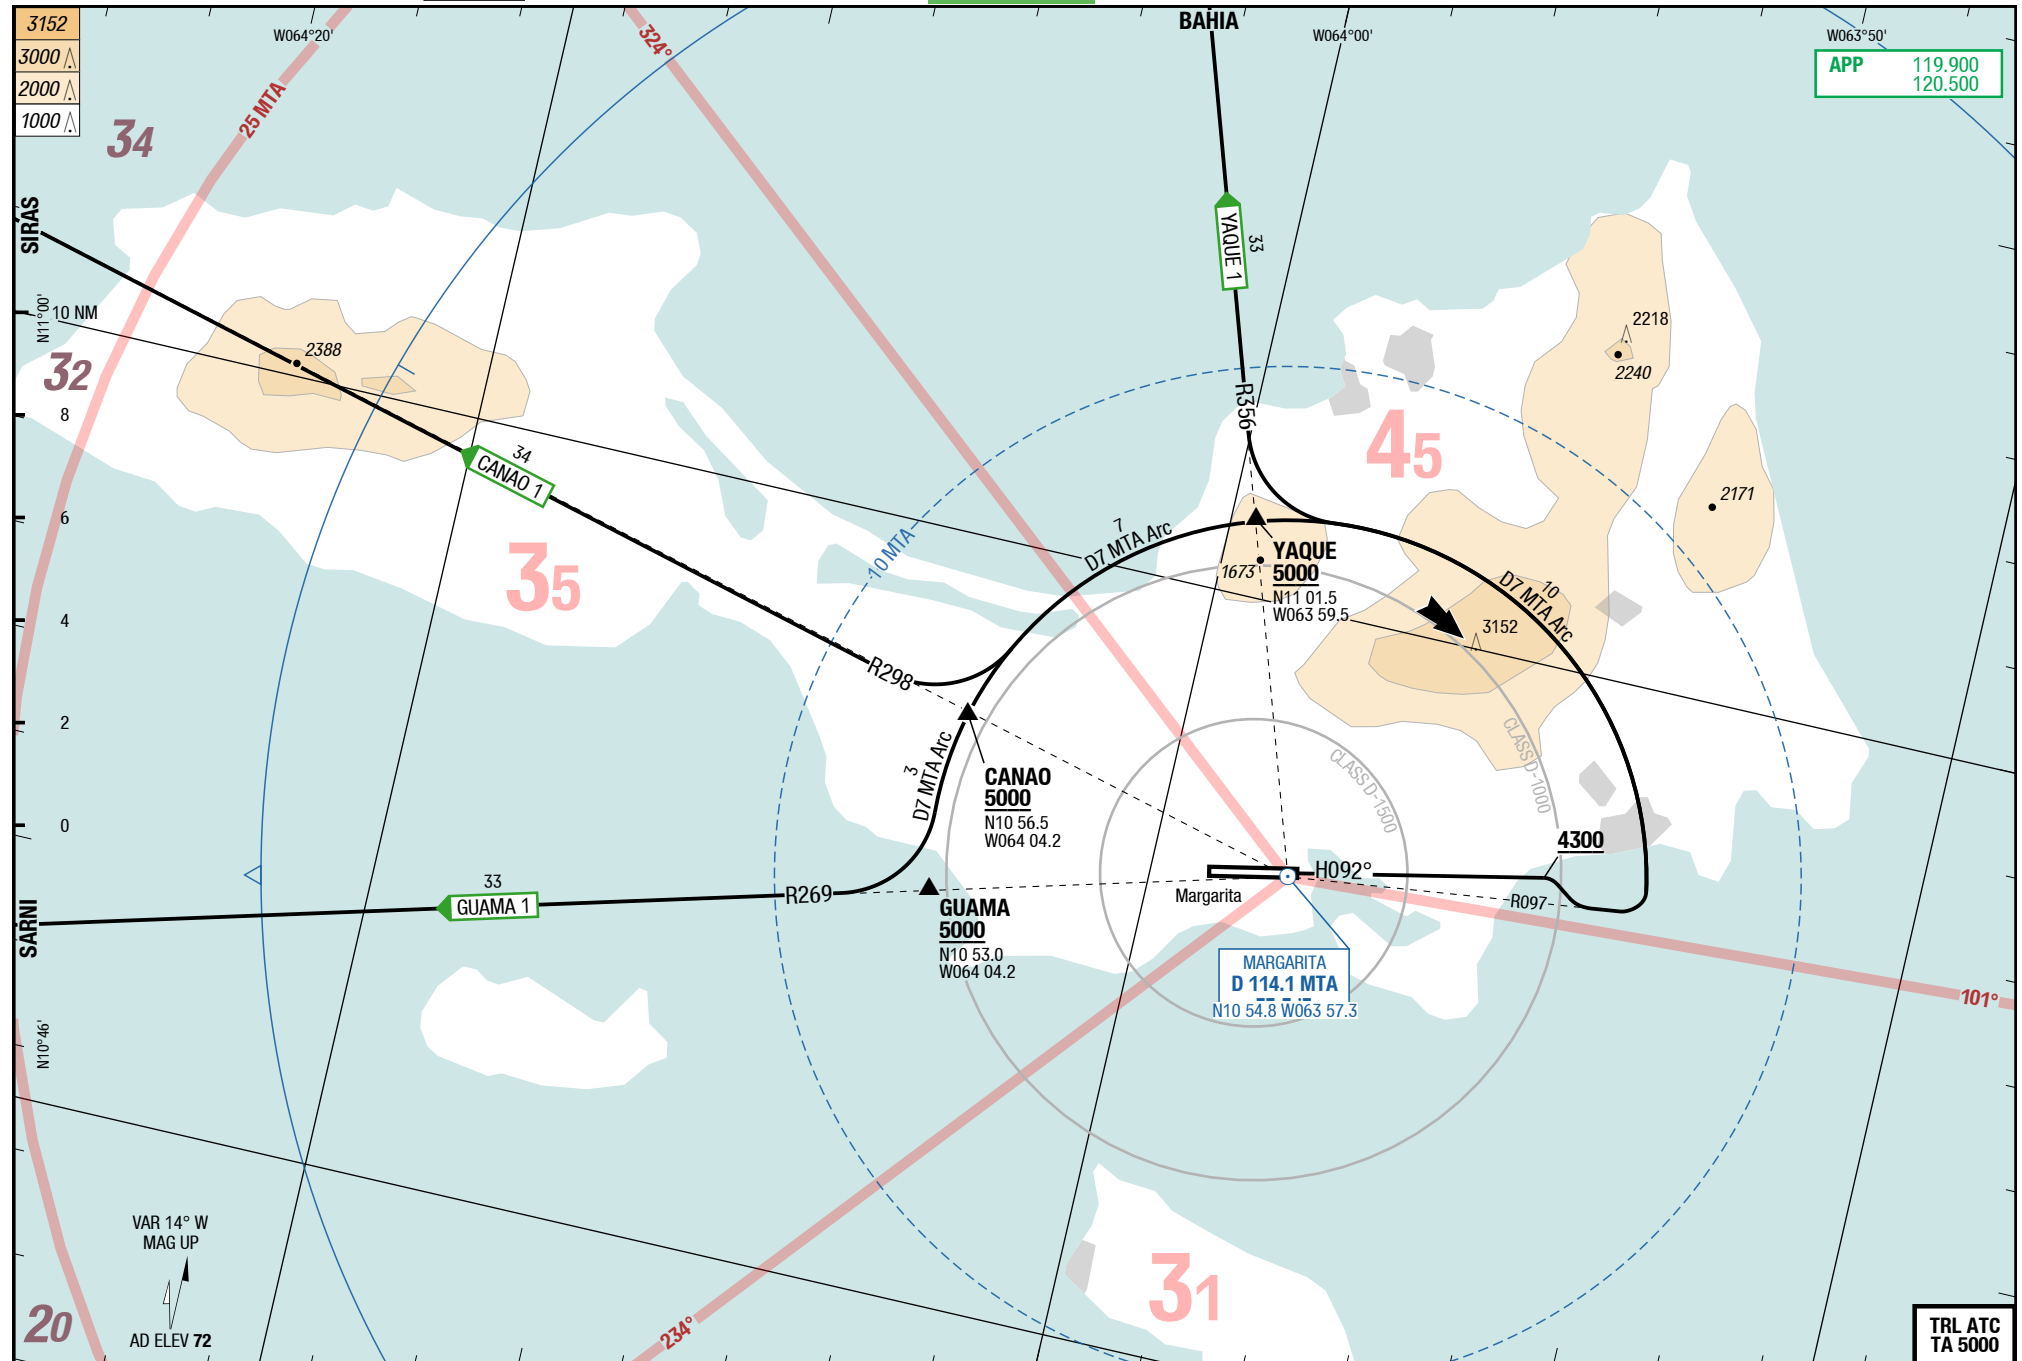 3152
3000
2000
1000
34
25 MTA
W064°20'
324°
BAHIA
W064°00'
W063°50'
APP 119.900
120.500
SIRAS
N11°00'
10 NM
32
8
6
4
2
0
2388
34
CANAO 1
35
YAQUE 1
33
R356
45
2218
2240
2171
10 MTA
7
D7 MTA Arc
1673
YAQUE
5000
N11 01.5
W063 59.5
10
D7 MTA Arc
3152
R298
3
D7 MTA Arc
CANAO
5000
N10 56.5
W064 04.2
CLASS D-1500
CLASS D-1000
4300
H092°
R097
Margarita
33
GUAMA 1
R269
SARNI
GUAMA
5000
N10 53.0
W064 04.2
MARGARITA
D 114.1 MTA
N10 54.8 W063 57.3
101°
N10°46'
VAR 14° W
MAG UP
AD ELEV 72
20
234°
31
TRL ATC
TA 5000